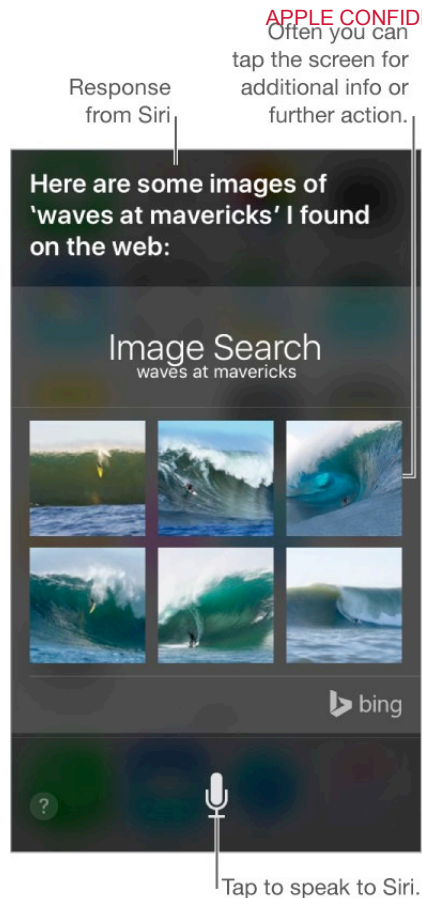 APPLE CONFID
Often you can
tap the screen for
additional info or
further action.
Response
from Siri
Here are some images of
‘waves at mavericks’ I found
on the web:
Image Search
waves at mavericks
bing
?
Tap to speak to Siri.